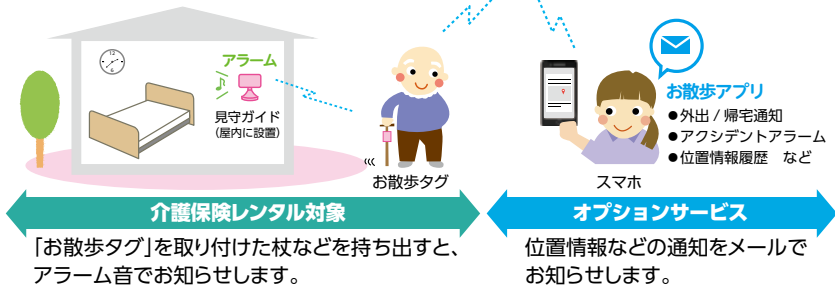 アラーム
見守ガイド
(屋内に設置)
お散歩タグ
スマホ
お散歩アプリ
●外出 / 帰宅通知
●アクシデントアラーム
●位置情報履歴 など
介護保険レンタル対象
「お散歩タグ」を取り付けた杖などを持ち出すと、
アラーム音でお知らせします。
オプションサービス
位置情報などの通知をメールで
お知らせします。